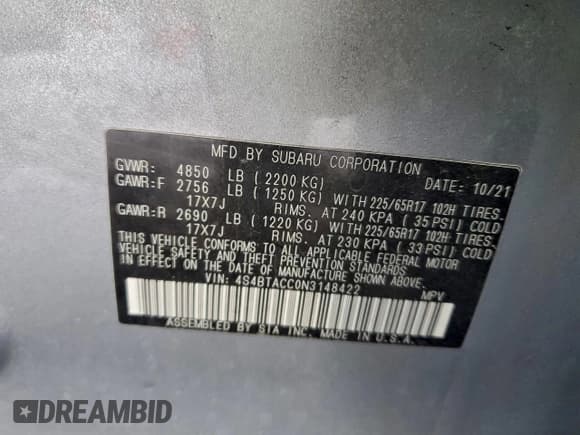 MFD BY SUBARU CORPORATION
GVWR: 4850 LB (2200 KG) DATE: 10/21
GAWR:F 2756 LB (1250 KG) WITH 225/65R17 102H TIRES.
17X7J RIMS. AT 240 KPA (35 PSI) COLD
GAWR:R 2690 LB (1220 KG) WITH 225/65R17 102H TIRES.
17X7J RIMS. AT 230 KPA (33 PSI) COLD
THIS VEHICLE CONFORMS TO ALL APPLICABLE FEDERAL MOTOR
VEHICLE SAFETY AND THEFT PREVENTION STANDARDS
IN EFFECT ON THE DATE OF MANUFACTURE SHOWN ABOVE.
VIN: 4S4BTACC0N3148422 MPV
ASSEMBLED BY SIA INC. MADE IN U.S.A.
DREAMBID